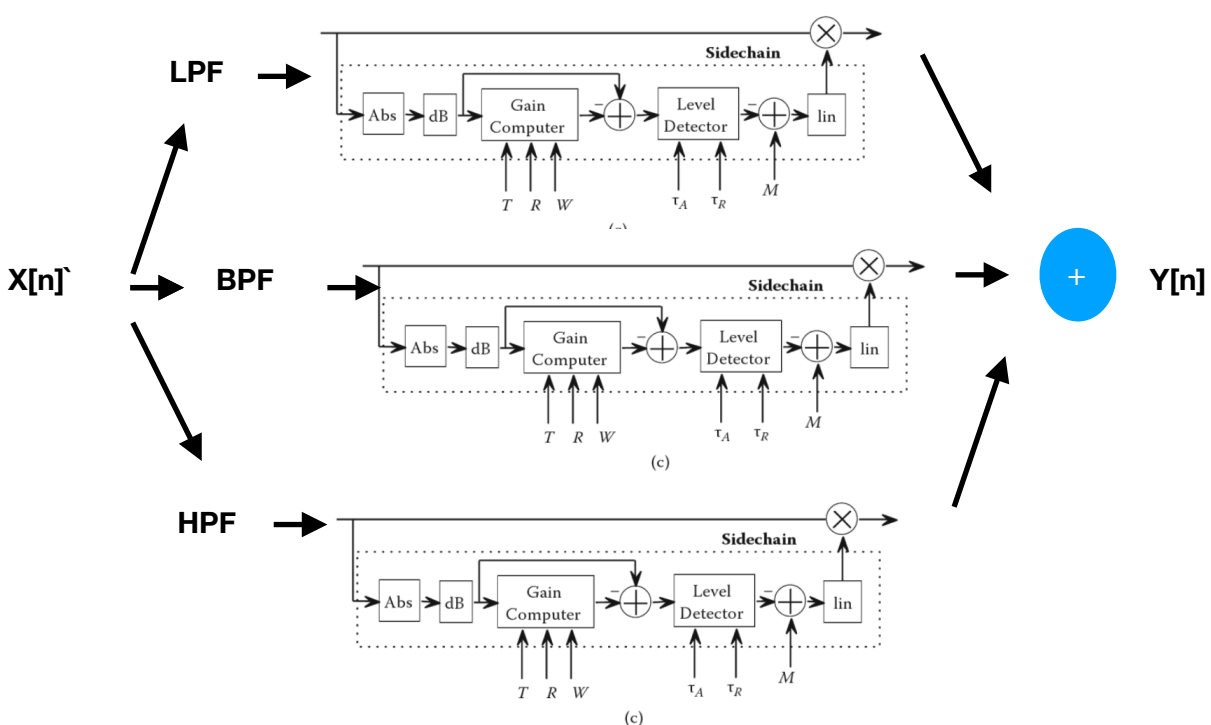 LPF
Sidechain
Abs
dB
Gain
Computer
−
+
Level
Detector
−
+
lin
T R W
τA τR
M
X[n]`
BPF
Sidechain
Abs
dB
Gain
Computer
−
+
Level
Detector
−
+
lin
T R W
τA τR
M
(c)
+
Y[n]
HPF
Sidechain
Abs
dB
Gain
Computer
−
+
Level
Detector
−
+
lin
T R W
τA τR
M
(c)